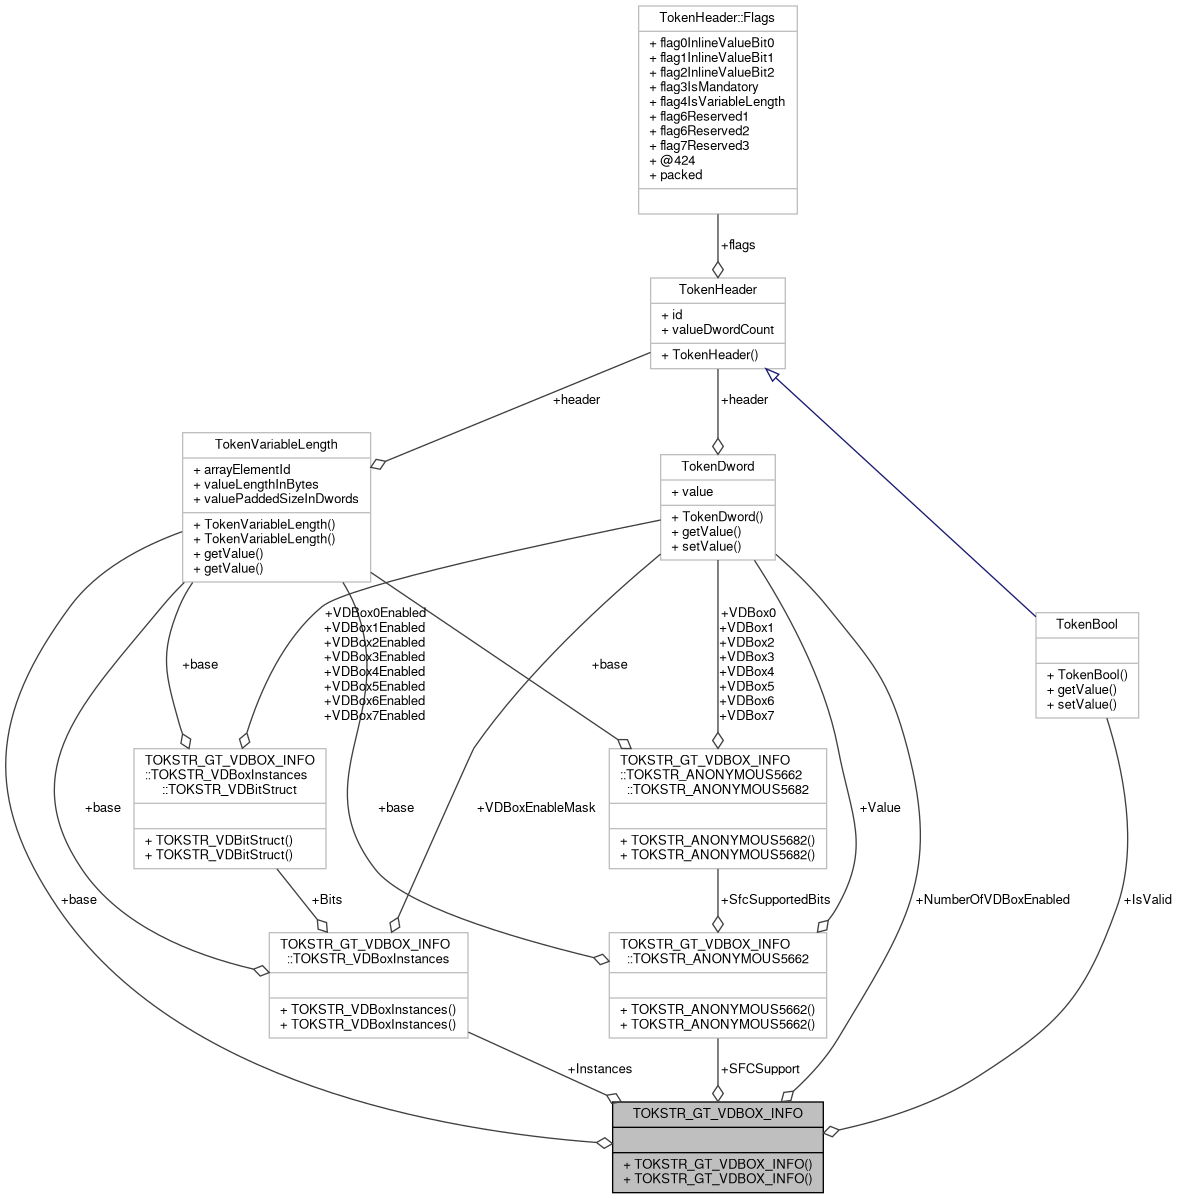 TokenHeader::Flags
+ flag0InlineValueBit0
+ flag1InlineValueBit1
+ flag2InlineValueBit2
+ flag3IsMandatory
+ flag4IsVariableLength
+ flag6Reserved1
+ flag6Reserved2
+ flag7Reserved3
+ @424
+ packed
+flags
TokenHeader
+ id
+ valueDwordCount
+ TokenHeader()
+header
+header
TokenVariableLength
+ arrayElementId
+ valueLengthInBytes
+ valuePaddedSizeInDwords
+ TokenVariableLength()
+ TokenVariableLength()
+ getValue()
+ getValue()
TokenDword
+ value
+ TokenDword()
+ getValue()
+ setValue()
TokenBool
+ TokenBool()
+ getValue()
+ setValue()
+base
+VDBox0Enabled
+VDBox1Enabled
+VDBox2Enabled
+VDBox3Enabled
+VDBox4Enabled
+VDBox5Enabled
+VDBox6Enabled
+VDBox7Enabled
+base
+VDBox0
+VDBox1
+VDBox2
+VDBox3
+VDBox4
+VDBox5
+VDBox6
+VDBox7
TOKSTR_GT_VDBOX_INFO
::TOKSTR_VDBoxInstances
::TOKSTR_VDBitStruct
+ TOKSTR_VDBitStruct()
+ TOKSTR_VDBitStruct()
TOKSTR_GT_VDBOX_INFO
::TOKSTR_ANONYMOUS5662
::TOKSTR_ANONYMOUS5682
+ TOKSTR_ANONYMOUS5682()
+ TOKSTR_ANONYMOUS5682()
+base
+base
+VDBoxEnableMask
+Value
+base
+Bits
+SfcSupportedBits
+NumberOfVDBoxEnabled
+IsValid
TOKSTR_GT_VDBOX_INFO
::TOKSTR_VDBoxInstances
+ TOKSTR_VDBoxInstances()
+ TOKSTR_VDBoxInstances()
TOKSTR_GT_VDBOX_INFO
::TOKSTR_ANONYMOUS5662
+ TOKSTR_ANONYMOUS5662()
+ TOKSTR_ANONYMOUS5662()
+Instances
+SFCSupport
TOKSTR_GT_VDBOX_INFO
+ TOKSTR_GT_VDBOX_INFO()
+ TOKSTR_GT_VDBOX_INFO()